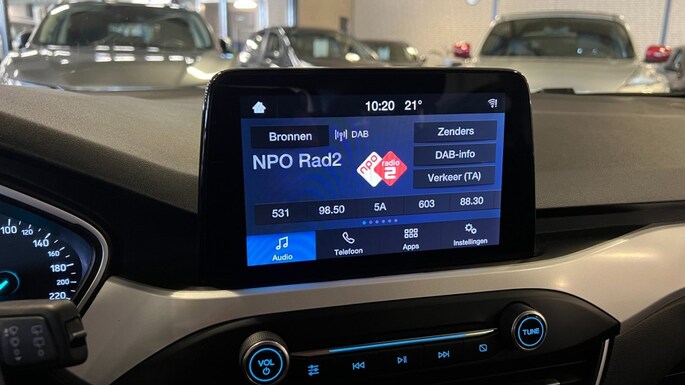 10:20 21°
Bronnen DAB Zenders
NPO Rad2 npo radio 2 DAB-info
Verkeer (TA)
531 98.50 5A 603 88.30
Audio Telefoon Apps Instellingen
100 120 140 160 180 200 220
VOL TUNE